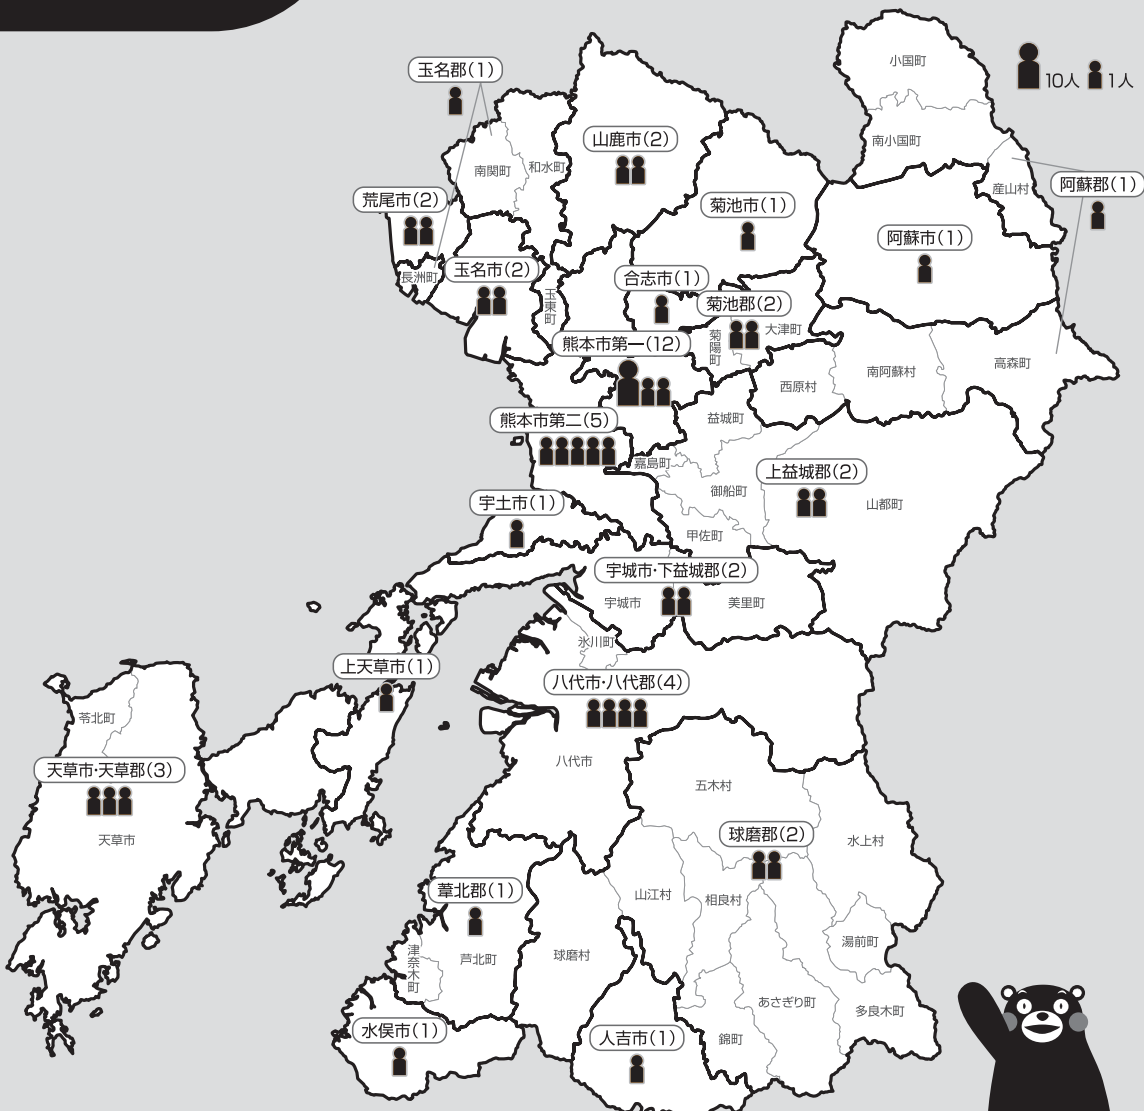 小国町
10人 1人
玉名郡(1)
南小国町
山鹿市(2)
和水町
南関町
産山村
阿蘇郡(1)
荒尾市(2)
菊池市(1)
阿蘇市(1)
玉名市(2)
長洲町
合志市(1)
玉東町
菊池郡(2)
大津町
菊陽町
熊本市第一(12)
高森町
南阿蘇村
西原村
熊本市第二(5)
益城町
嘉島町
上益城郡(2)
御船町
山都町
宇土市(1)
甲佐町
宇城市・下益城郡(2)
宇城市
美里町
氷川町
上天草市(1)
八代市・八代郡(4)
苓北町
八代市
天草市・天草郡(3)
五木村
天草市
球磨郡(2)
水上村
葦北郡(1)
山江村
相良村
湯前町
津奈木町
芦北町
球磨村
あさぎり町
多良木町
水俣市(1)
人吉市(1)
錦町